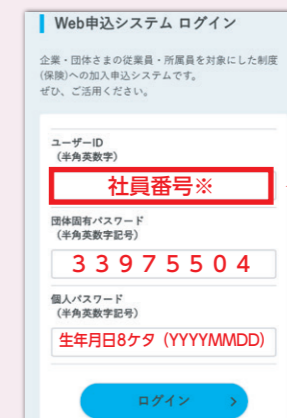 Web申込システム ログイン
企業・団体さまの従業員・所属員を対象にした制度
(保険)への加入申込システムです。
ぜひ、ご活用ください。
ユーザーID
(半角英数字)
社員番号※
団体固有パスワード
(半角英数字記号)
33975504
個人パスワード
(半角英数字記号)
生年月日8ケタ(YYYYMMDD)
ログイン >